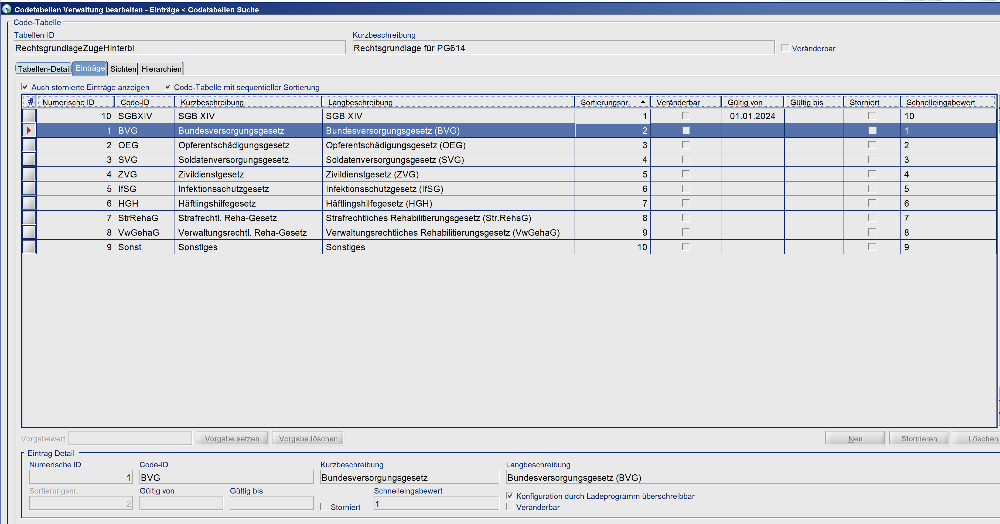 Codetabellen Verwaltung bearbeiten - Einträge < Codetabellen Suche
Code-Tabelle
Tabellen-ID Kurzbeschreibung
RechtsgrundlageZugeHinterbl Rechtsgrundlage für PG614 Veränderbar
Tabellen-Detail Einträge Sichten Hierarchien
Auch stornierte Einträge anzeigen Code-Tabelle mit sequentieller Sortierung
# Numerische ID Code-ID Kurzbeschreibung Langbeschreibung Sortierungsnr. Veränderbar Gültig von Gültig bis Storniert Schnelleingabewert
10 SGBXIV SGB XIV SGB XIV 1 01.01.2024 10
1 BVG Bundesversorgungsgesetz Bundesversorgungsgesetz (BVG) 2 1
2 OEG Opferentschädigungsgesetz Opferentschädigungsgesetz (OEG) 3 2
3 SVG Soldatenversorgungsgesetz Soldatenversorgungsgesetz (SVG) 4 3
4 ZVG Zivildienstgesetz Zivildienstgesetz (ZVG) 5 4
5 IfSG Infektionsschutzgesetz Infektionsschutzgesetz (IfSG) 6 5
6 HGH Häftlingshilfegesetz Häftlingshilfegesetz (HGH) 7 6
7 StrRehaG Strafrechtl. Reha-Gesetz Strafrechtliches Rehabilitierungsgesetz (Str.RehaG) 8 7
8 VwGehaG Verwaltungsrechtl. Reha-Gesetz Verwaltungsrechtliches Rehabilitierungsgesetz (VwGehaG) 9 8
9 Sonst Sonstiges Sonstiges 10 9
Vorgabewert Vorgabe setzen Vorgabe löschen Neu Stornieren Löschen
Eintrag Detail
Numerische ID Code-ID Kurzbeschreibung Langbeschreibung
1 BVG Bundesversorgungsgesetz Bundesversorgungsgesetz (BVG)
Sortierungsnr. Gültig von Gültig bis Schnelleingabewert
Konfiguration durch Ladeprogramm überschreibbar
2 Storniert 1 Veränderbar